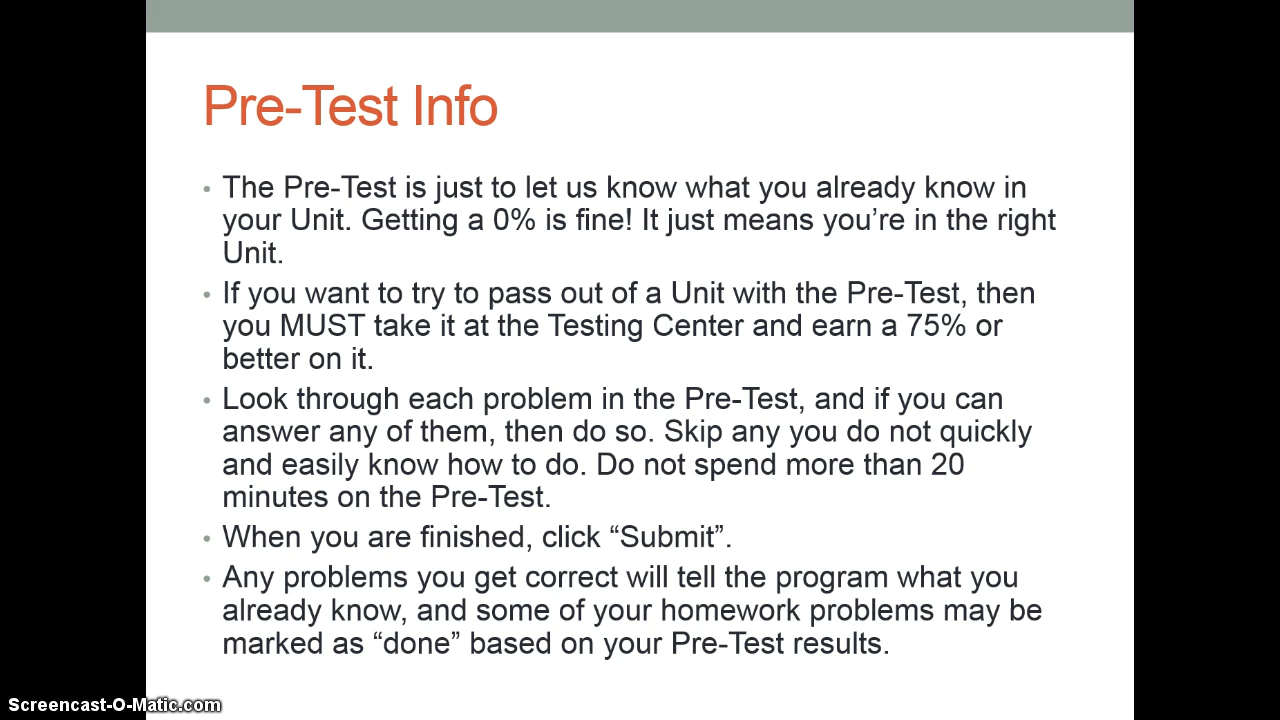 Pre-Test Info
• The Pre-Test is just to let us know what you already know in
your Unit. Getting a 0% is fine! It just means you’re in the right
Unit.
• If you want to try to pass out of a Unit with the Pre-Test, then
you MUST take it at the Testing Center and earn a 75% or
better on it.
• Look through each problem in the Pre-Test, and if you can
answer any of them, then do so. Skip any you do not quickly
and easily know how to do. Do not spend more than 20
minutes on the Pre-Test.
• When you are finished, click “Submit”.
• Any problems you get correct will tell the program what you
already know, and some of your homework problems may be
marked as “done” based on your Pre-Test results.
Screencast-O-Matic.com